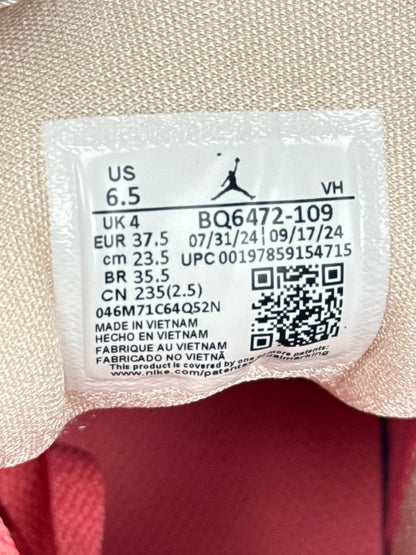 US
6.5
VH
UK 4
BQ6472-109
EUR 37.5
07/31/24 | 09/17/24
cm 23.5
UPC 00197859154715
BR 35.5
CN 235(2.5)
046M71C64Q52N
MADE IN VIETNAM
HECHO EN VIETNAM
FABRIQUE AU VIETNAM
FABRICADO NO VIETNÃ
This product is covered by one or more patents:
www.nike.com/patents